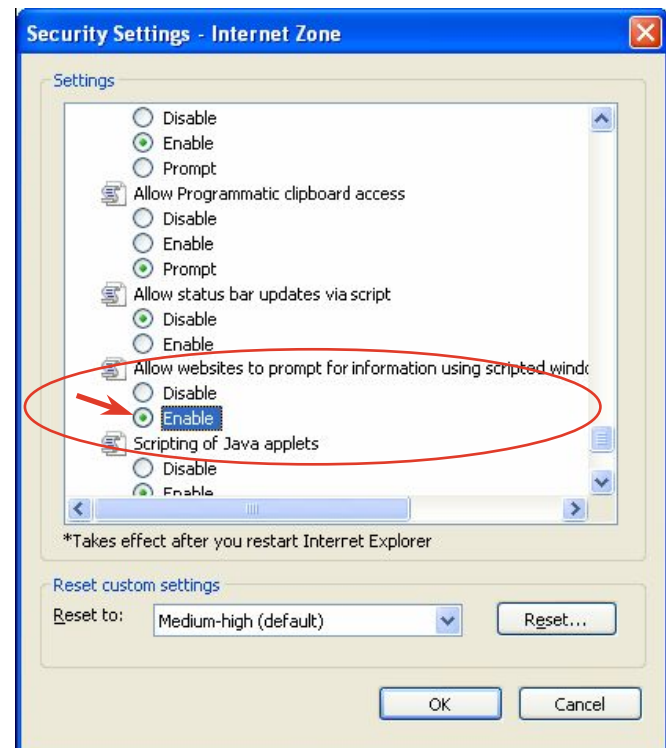 Security Settings - Internet Zone
Settings
Disable
Enable
Prompt
Allow Programmatic clipboard access
Disable
Enable
Prompt
Allow status bar updates via script
Disable
Enable
Allow websites to prompt for information using scripted
Disable
Enable
Scripting of Java applets
Disable
Enable
*Takes effect after you restart Internet Explorer
Reset custom settings
Reset to:
Medium-high (default)
Reset...
OK
Cancel